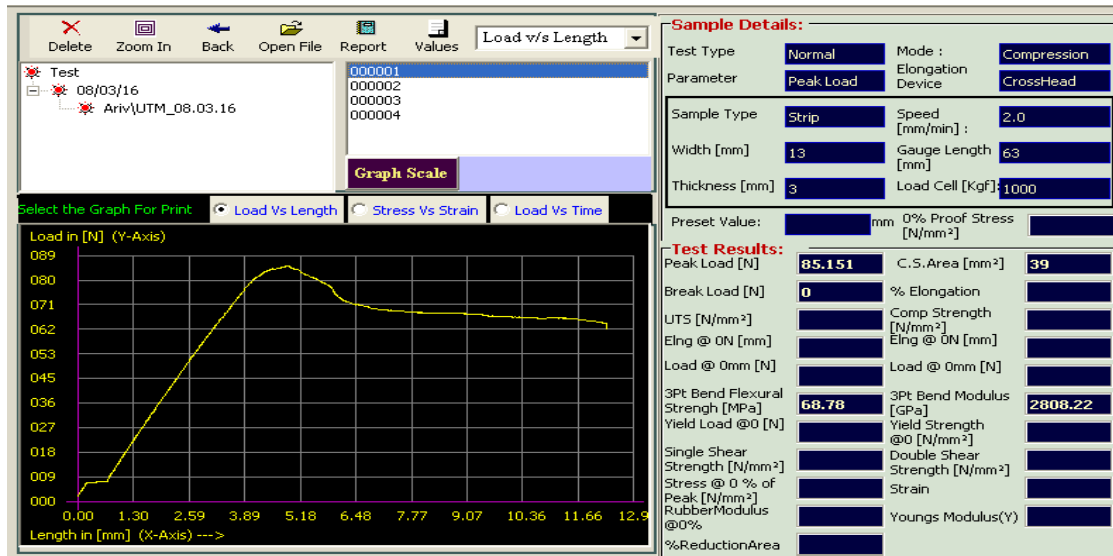 Delete Zoom In Back Open File Report Values Load v/s Length
Test
08/03/16
Ariv\UTM_08.03.16
000001
000002
000003
000004
Graph Scale
Select the Graph For Print Load Vs Length Stress Vs Strain Load Vs Time
Load in [N] (Y-Axis)
089
080
071
062
053
045
036
027
018
009
000
0.00 1.30 2.59 3.89 5.18 6.48 7.77 9.07 10.36 11.66 12.9
Length in [mm] (X-Axis) --->
Sample Details:
Test Type Normal Mode : Compression
Parameter Peak Load Elongation Device CrossHead
Sample Type Strip Speed [mm/min] : 2.0
Width [mm] 13 Gauge Length [mm] 63
Thickness [mm] 3 Load Cell [Kgf]: 1000
Preset Value: mm 0% Proof Stress [N/mm²]
Test Results:
Peak Load [N] 85.151 C.S.Area [mm²] 39
Break Load [N] 0 % Elongation
UTS [N/mm²] Comp Strength [N/mm²]
Elng @ 0N [mm] Elng @ 0N [mm]
Load @ 0mm [N] Load @ 0mm [N]
3Pt Bend Flexural Strengh [MPa] 68.78 3Pt Bend Modulus [GPa] 2808.22
Yield Load @0 [N] Yield Strength @0 [N/mm²]
Single Shear Strength [N/mm²] Double Shear Strength [N/mm²]
Stress @ 0 % of Peak [N/mm²] Strain
RubberModulus @0% Youngs Modulus(Y)
%ReductionArea